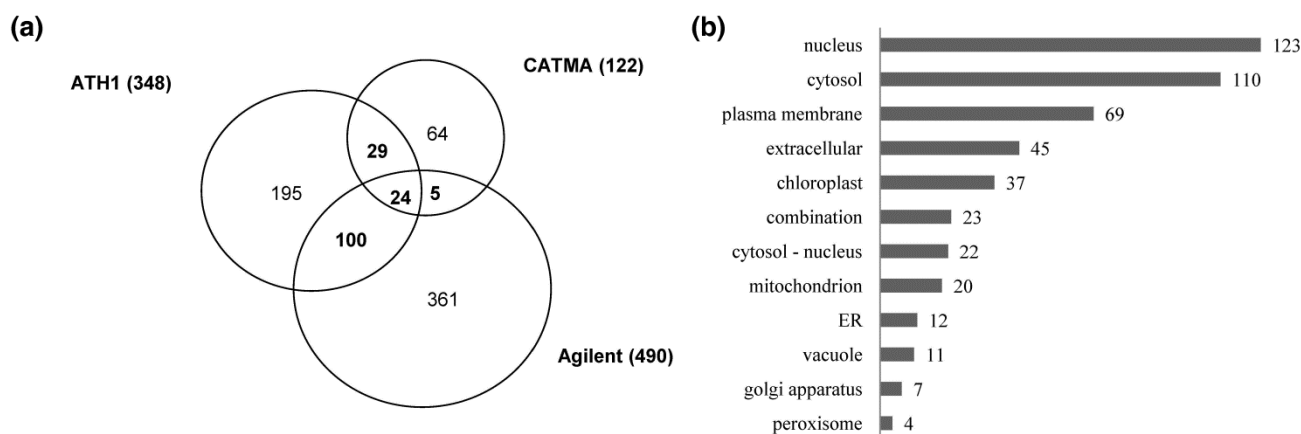 (a)
ATH1 (348)
CATMA (122)
64
29
195
24
5
100
361
Agilent (490)
(b)
nucleus 123
cytosol 110
plasma membrane 69
extracellular 45
chloroplast 37
combination 23
cytosol - nucleus 22
mitochondrion 20
ER 12
vacuole 11
golgi apparatus 7
peroxisome 4